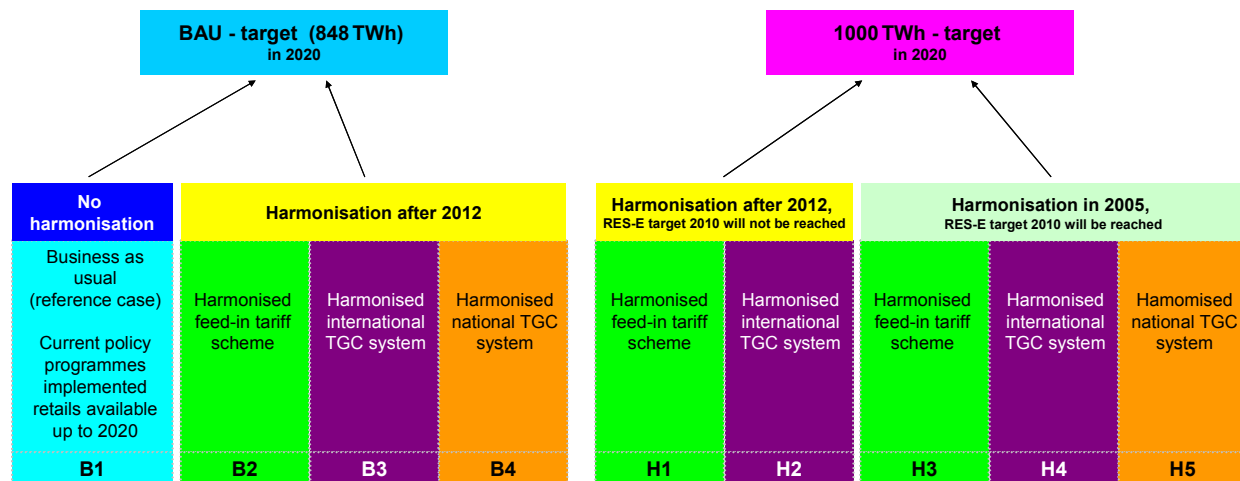 BAU - target (848 TWh)
in 2020
1000 TWh - target
in 2020
No
harmonisation
Harmonisation after 2012
Harmonisation after 2012,
RES-E target 2010 will not be reached
Harmonisation in 2005,
RES-E target 2010 will be reached
Business as
usual
(reference case)
Current policy
programmes
implemented
retails available
up to 2020
Harmonised
feed-in tariff
scheme
Harmonised
international
TGC system
Harmonised
national TGC
system
Harmonised
feed-in tariff
scheme
Harmonised
international
TGC system
Harmonised
feed-in tariff
scheme
Harmonised
international
TGC system
Hamomised
national TGC
system
B1
B2
B3
B4
H1
H2
H3
H4
H5